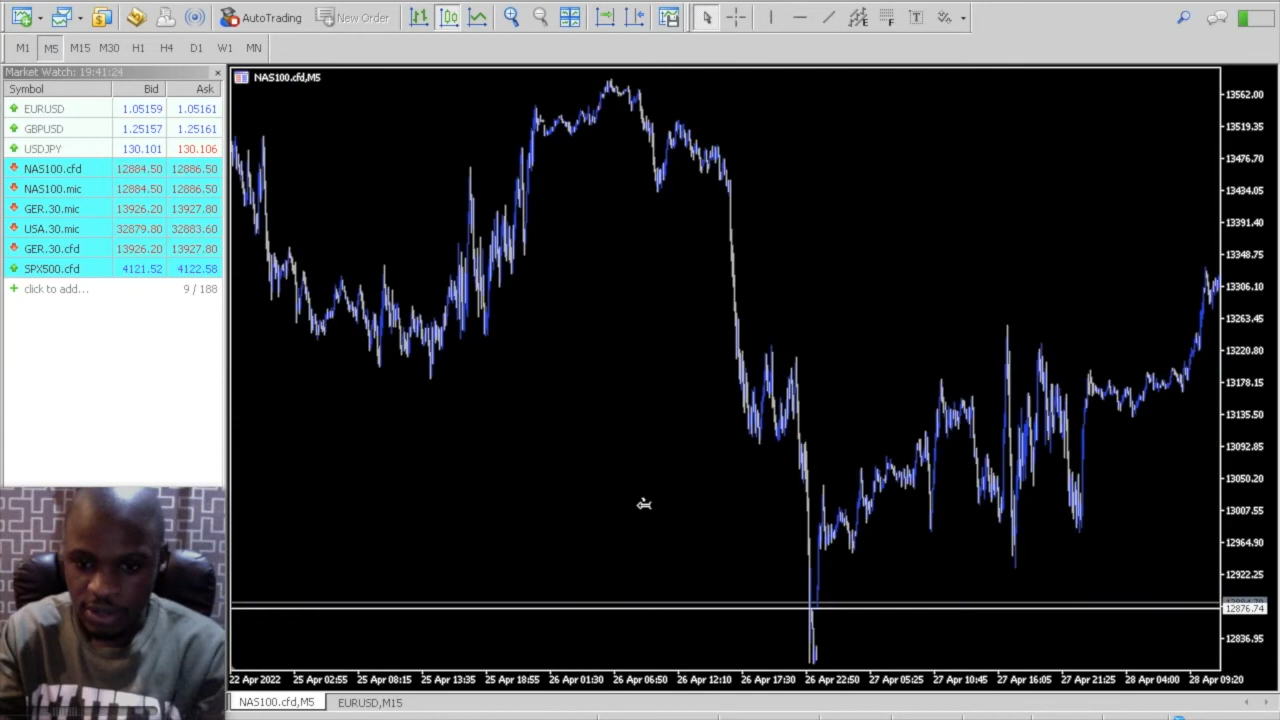 AutoTrading New Order
M1 M5 M15 M30 H1 H4 D1 W1 MN
Market Watch: 19:41:24
Symbol Bid Ask
EURUSD 1.05159 1.05161
GBPUSD 1.25157 1.25161
USDJPY 130.101 130.106
NAS100.cfd 12884.50 12886.50
NAS100.mic 12884.50 12886.50
GER.30.mic 13926.20 13927.80
USA.30.mic 32879.80 32883.60
GER.30.cfd 13926.20 13927.80
SPX500.cfd 4121.52 4122.58
click to add... 9 / 188
NAS100.cfd,M5
13562.00
13519.35
13476.70
13434.05
13391.40
13348.75
13306.10
13263.45
13220.80
13178.15
13135.50
13092.85
13050.20
13007.55
12964.90
12922.25
12876.74
12836.95
22 Apr 2022 25 Apr 02:55 25 Apr 08:15 25 Apr 13:35 25 Apr 18:55 26 Apr 01:30 26 Apr 06:50 26 Apr 12:10 26 Apr 17:30 26 Apr 22:50 27 Apr 05:25 27 Apr 16:05 27 Apr 21:25 28 Apr 04:00 28 Apr 09:20
NAS100.cfd,M5 EURUSD,M15